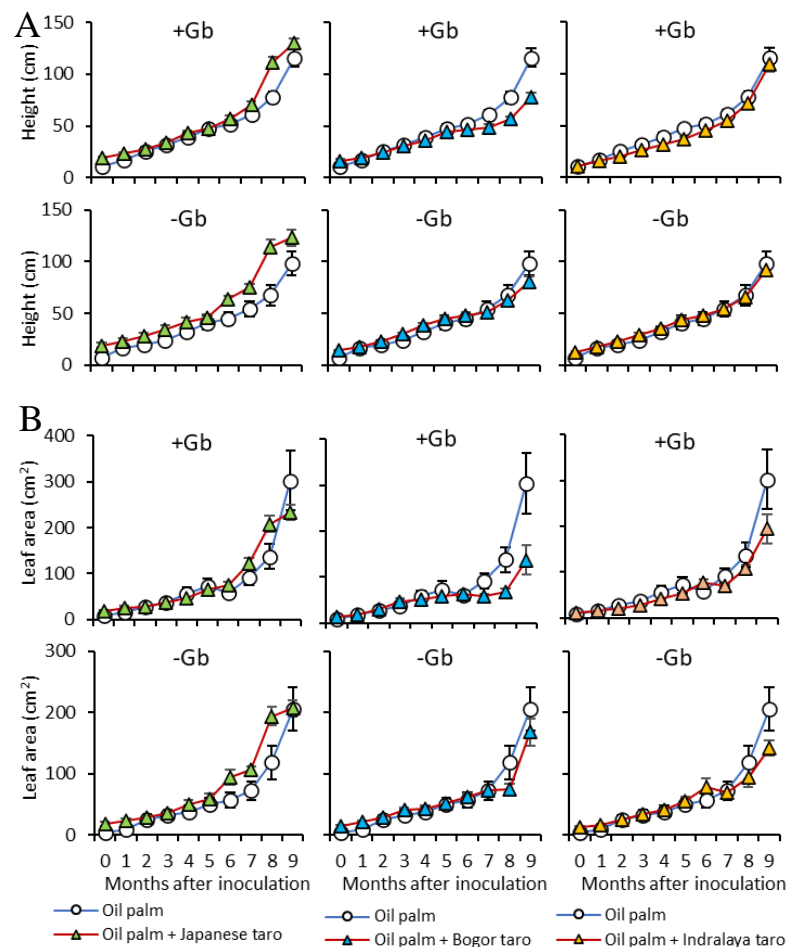 A
+Gb
+Gb
+Gb
Height (cm)
150
100
50
0
-Gb
-Gb
-Gb
Height (cm)
150
100
50
0
B
+Gb
+Gb
+Gb
Leaf area (cm²)
400
300
200
100
0
-Gb
-Gb
-Gb
Leaf area (cm²)
300
200
100
0
0 1 2 3 4 5 6 7 8 9
0 1 2 3 4 5 6 7 8 9
0 1 2 3 4 5 6 7 8 9
Months after inoculation
Months after inoculation
Months after inoculation
Oil palm
Oil palm + Japanese taro
Oil palm
Oil palm + Bogor taro
Oil palm
Oil palm + Indralaya taro